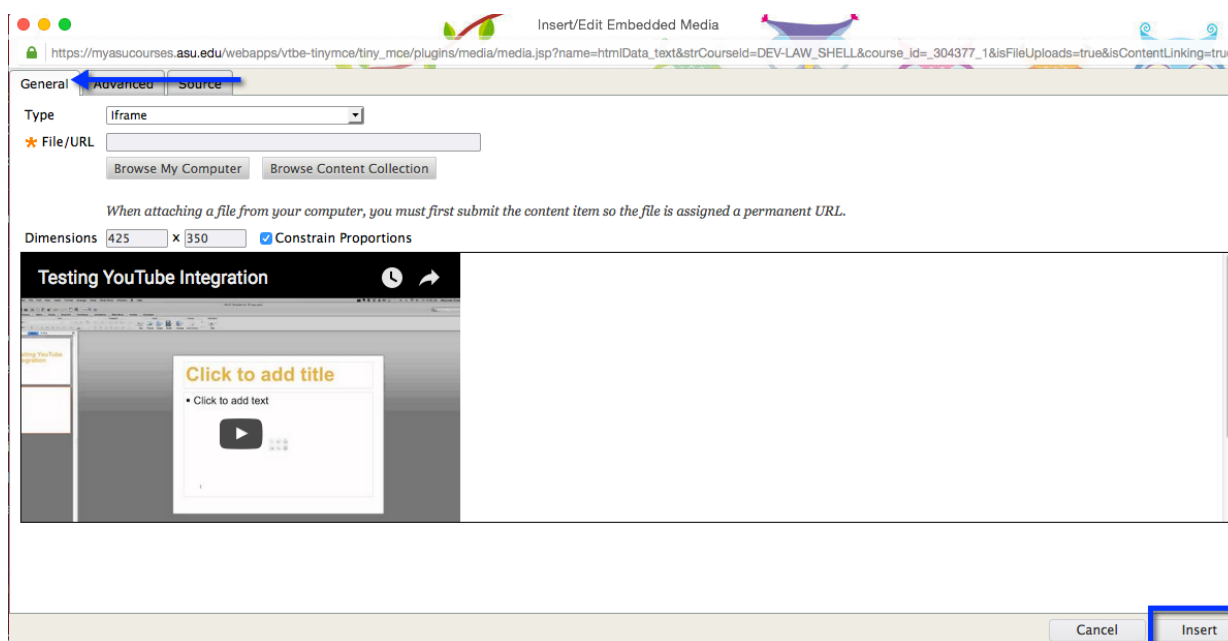 Insert/Edit Embedded Media
https://myasucourses.asu.edu/webapps/vtbe-tinymce/tiny_mce/plugins/media/media.jsp?name=htmlData_text&strCourseId=DEV-LAW_SHELL&course_id=_304377_1&isFileUploads=true&isContentLinking=tru
General Advanced Source
Type Iframe
* File/URL
Browse My Computer Browse Content Collection
When attaching a file from your computer, you must first submit the content item so the file is assigned a permanent URL.
Dimensions 425 x 350 Constrain Proportions
Testing YouTube Integration
Click to add title
• Click to add text
Cancel Insert